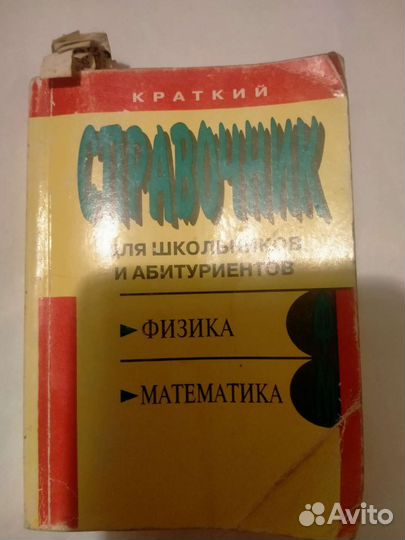 КРАТКИЙ
СПРАВОЧНИК
ДЛЯ ШКОЛЬНИКОВ
И АБИТУРИЕНТОВ
ФИЗИКА
МАТЕМАТИКА
Avito